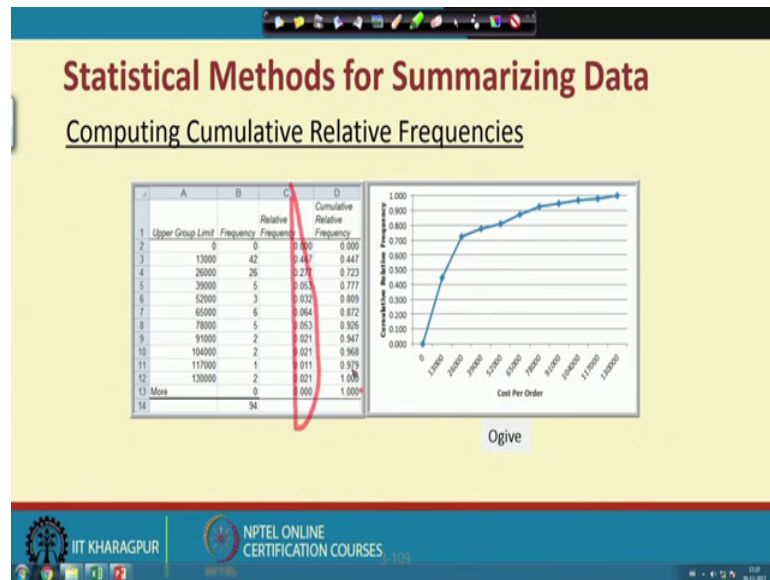 Statistical Methods for Summarizing Data
Computing Cumulative Relative Frequencies
A B C D
Cumulative
Relative Relative
1 Upper Group Limit Frequency Frequency Frequency
2 0 0 0.000 0.000
3 13000 42 0.447 0.447
4 26000 26 0.277 0.723
5 39000 5 0.053 0.777
6 52000 3 0.032 0.809
7 65000 6 0.064 0.872
8 78000 5 0.053 0.926
9 91000 2 0.021 0.947
10 104000 2 0.021 0.968
11 117000 1 0.011 0.979
12 130000 2 0.021 1.000
13 More 0 0.000 1.000
14 94
Cumulative Relative Frequency
1.000
0.900
0.800
0.700
0.600
0.500
0.400
0.300
0.200
0.100
0.000
0 13000 26000 39000 52000 65000 78000 91000 104000 117000 130000
Cost Per Order
Ogive
IIT KHARAGPUR
NPTEL ONLINE
CERTIFICATION COURSES
3-109